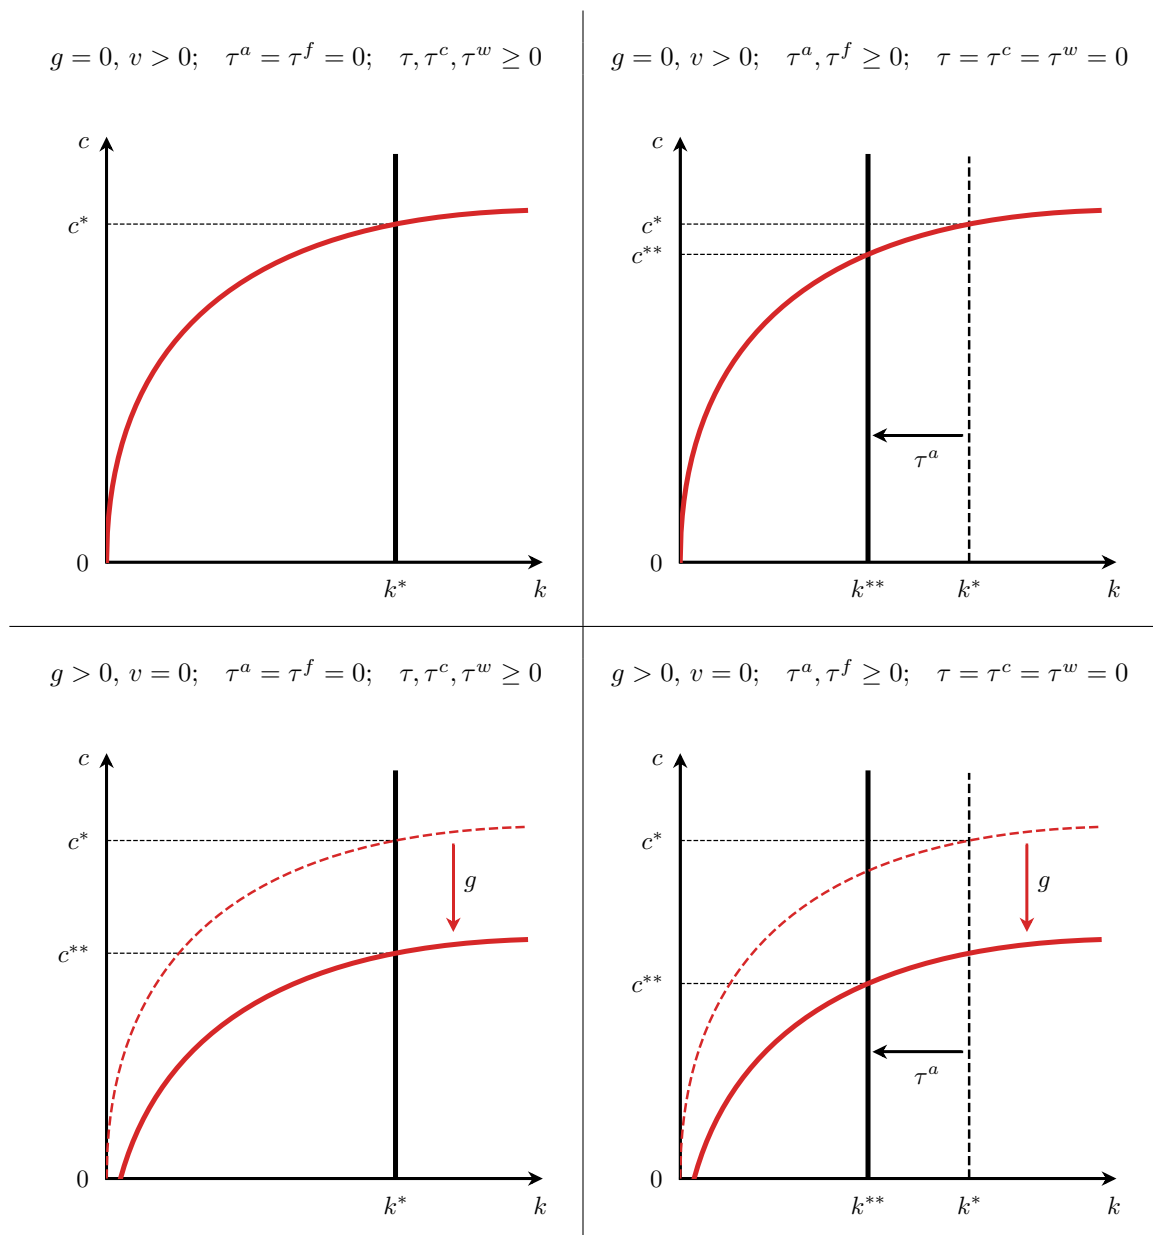 g = 0, v > 0; τ^a = τ^f = 0; τ, τ^c, τ^w ≥ 0
c
c*
0
k*
k
g = 0, v > 0; τ^a, τ^f ≥ 0; τ = τ^c = τ^w = 0
c
c*
c**
τ^a
0
k**
k*
k
g > 0, v = 0; τ^a = τ^f = 0; τ, τ^c, τ^w ≥ 0
c
c*
g
c**
0
k*
k
g > 0, v = 0; τ^a, τ^f ≥ 0; τ = τ^c = τ^w = 0
c
c*
g
c**
τ^a
0
k**
k*
k